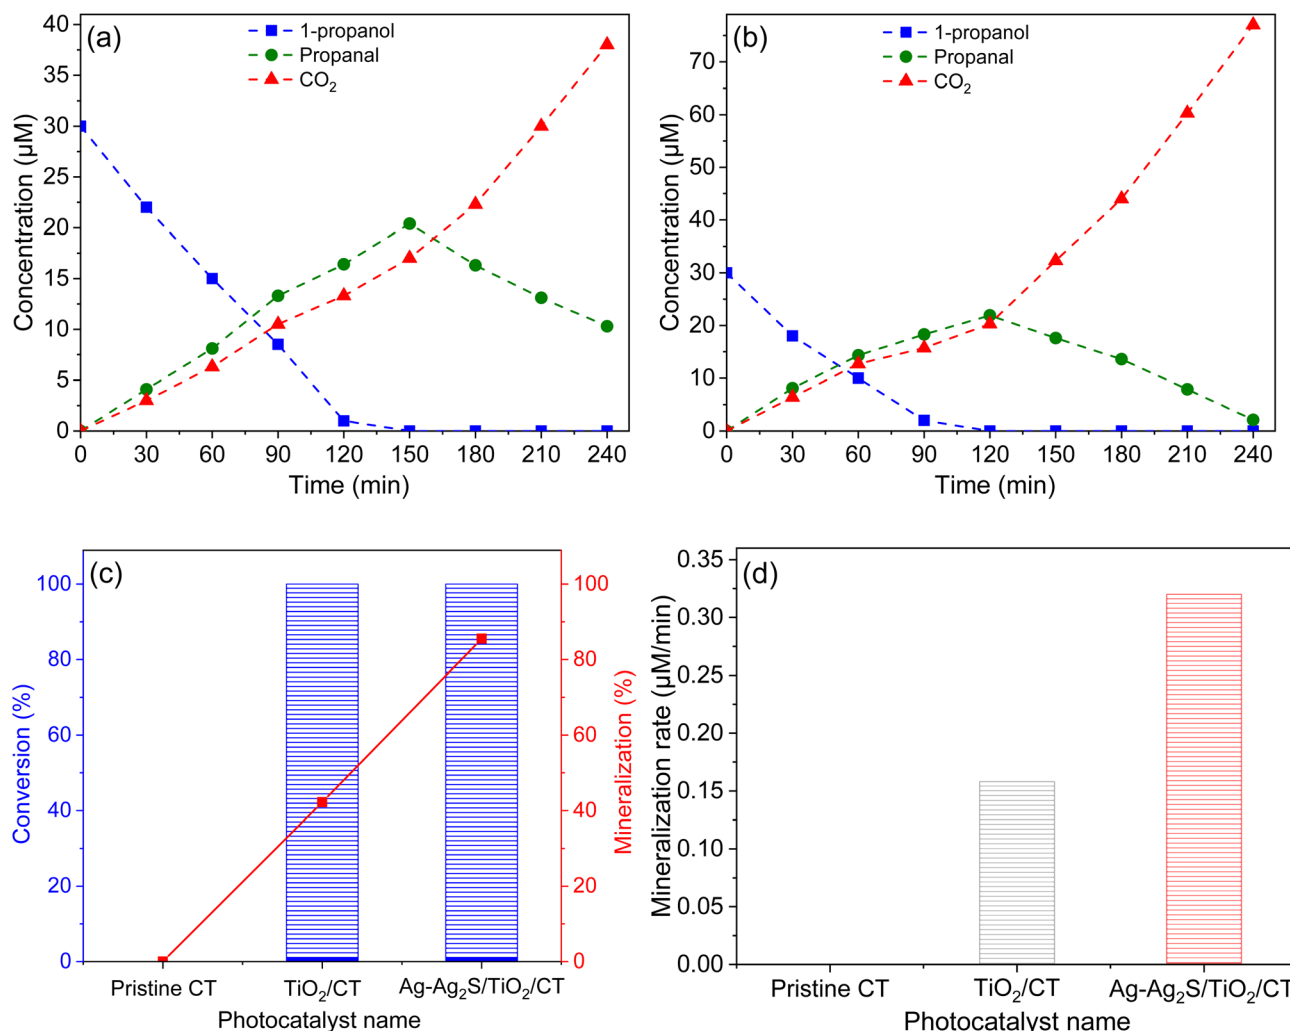 (a)
1-propanol
Propanal
CO₂
Concentration (µM)
40
35
30
25
20
15
10
5
0
0 30 60 90 120 150 180 210 240
Time (min)
(b)
1-propanol
Propanal
CO₂
Concentration (µM)
70
60
50
40
30
20
10
0
0 30 60 90 120 150 180 210 240
Time (min)
(c)
Conversion (%)
100
80
60
40
20
0
Mineralization (%)
100
80
60
40
20
0
Pristine CT TiO₂/CT Ag-Ag₂S/TiO₂/CT
Photocatalyst name
(d)
Mineralization rate (µM/min)
0.35
0.30
0.25
0.20
0.15
0.10
0.05
0.00
Pristine CT TiO₂/CT Ag-Ag₂S/TiO₂/CT
Photocatalyst name